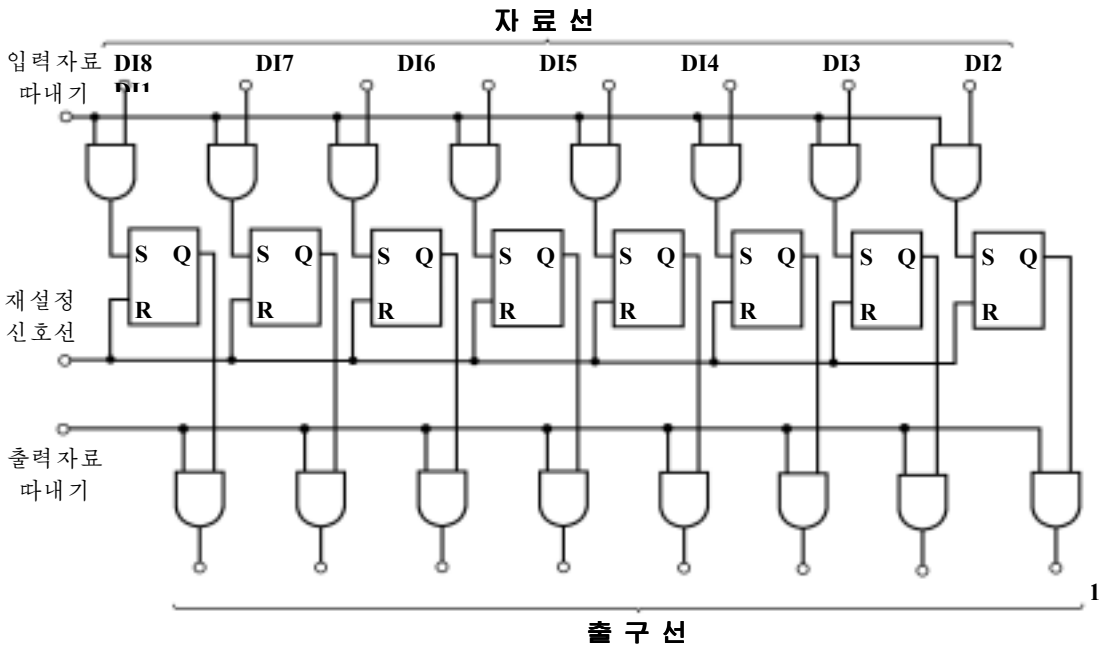 자 료 선
입력자료
따내기
DI8 DI7 DI6 DI5 DI4 DI3 DI2
DI1
S Q S Q S Q S Q S Q S Q S Q S Q
R R R R R R R R
재설정
신호선
출력자료
따내기
1
출 구 선